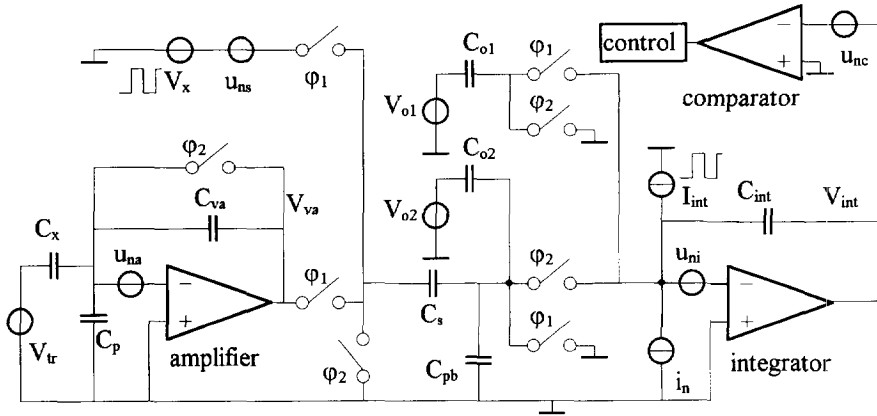 control
−
+
u_nc
comparator
V_x
u_ns
φ₁
C_o1
φ₁
V_o1
φ₂
C_o2
V_o2
φ₂
C_va
V_va
C_x
u_na
−
+
φ₁
φ₂
φ₁
C_s
C_p
V_tr
amplifier
φ₂
C_pb
I_int
C_int
V_int
u_ni
−
+
i_n
integrator